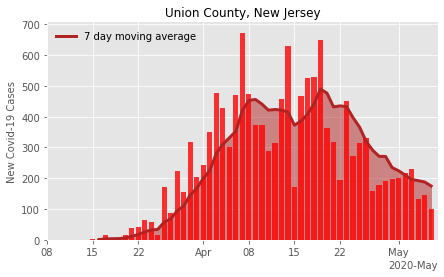 Union County, New Jersey
7 day moving average
New Covid-19 Cases
700
600
500
400
300
200
100
0
08 15 22 Apr 08 15 22 May
2020-May